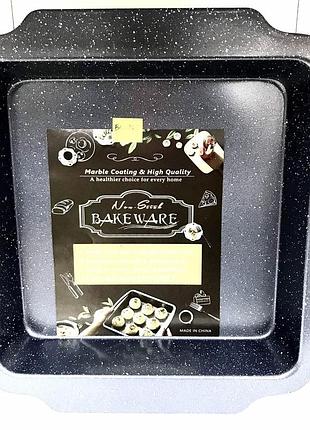 Marble Coating & High Quality
A healthier choice for every home
Non-Stick
BAKEWARE
MADE IN CHINA